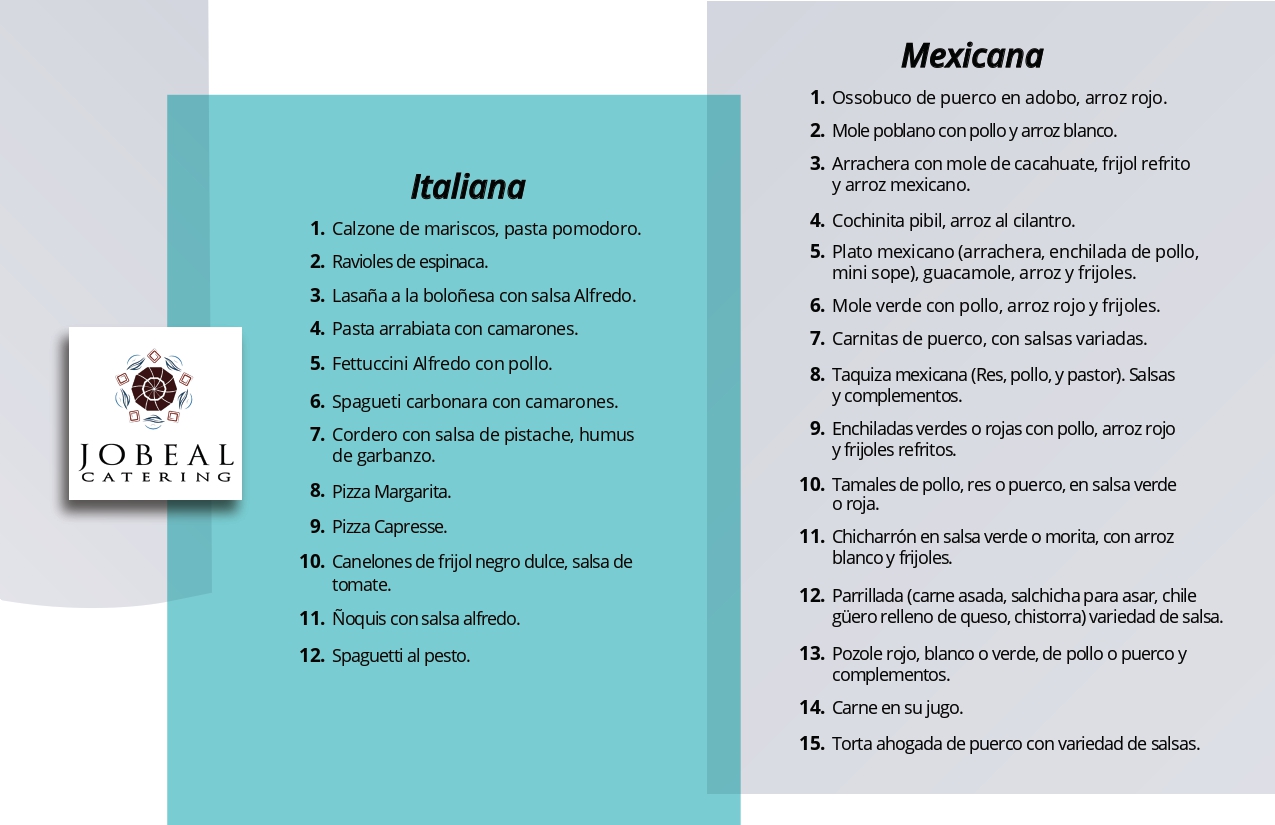 Italiana
1. Calzone de mariscos, pasta pomodoro.
2. Ravioles de espinaca.
3. Lasaña a la boloñesa con salsa Alfredo.
4. Pasta arrabiata con camarones.
5. Fettuccini Alfredo con pollo.
6. Spagueti carbonara con camarones.
7. Cordero con salsa de pistache, humus
de garbanzo.
8. Pizza Margarita.
9. Pizza Capresse.
10. Canelones de frijol negro dulce, salsa de
tomate.
11. Ñoquis con salsa alfredo.
12. Spaguetti al pesto.
JOBEAL
CATERING
Mexicana
1. Ossobuco de puerco en adobo, arroz rojo.
2. Mole poblano con pollo y arroz blanco.
3. Arrachera con mole de cacahuate, frijol refrito
y arroz mexicano.
4. Cochinita pibil, arroz al cilantro.
5. Plato mexicano (arrachera, enchilada de pollo,
mini sope), guacamole, arroz y frijoles.
6. Mole verde con pollo, arroz rojo y frijoles.
7. Carnitas de puerco, con salsas variadas.
8. Taquiza mexicana (Res, pollo, y pastor). Salsas
y complementos.
9. Enchiladas verdes o rojas con pollo, arroz rojo
y frijoles refritos.
10. Tamales de pollo, res o puerco, en salsa verde
o roja.
11. Chicharrón en salsa verde o morita, con arroz
blanco y frijoles.
12. Parrillada (carne asada, salchicha para asar, chile
güero relleno de queso, chistorra) variedad de salsa.
13. Pozole rojo, blanco o verde, de pollo o puerco y
complementos.
14. Carne en su jugo.
15. Torta ahogada de puerco con variedad de salsas.